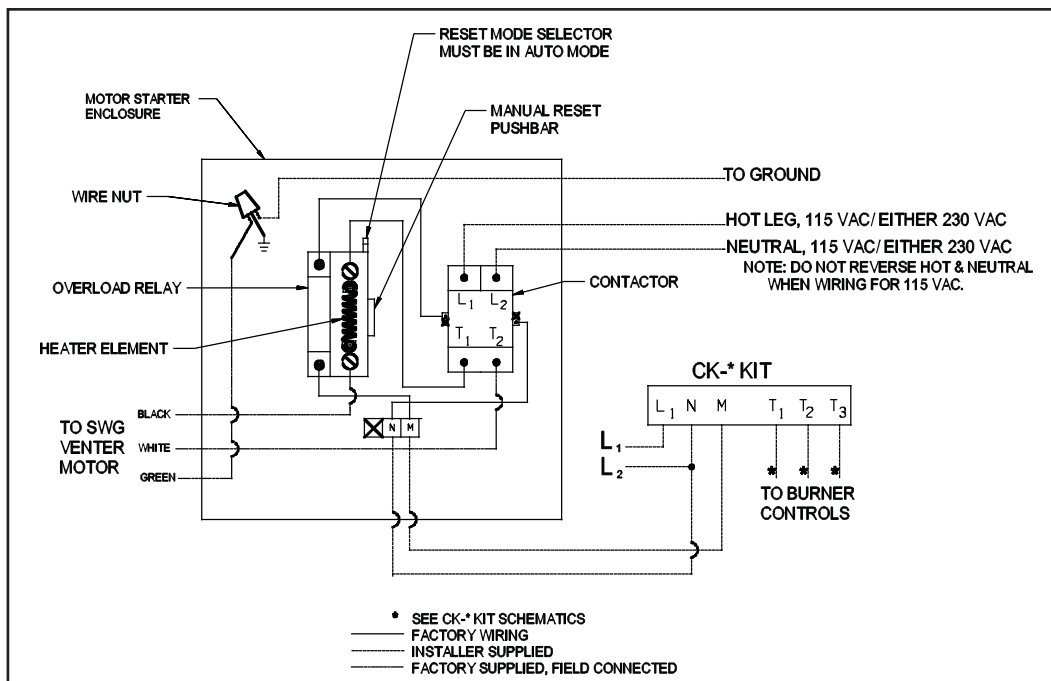 RESET MODE SELECTOR
MUST BE IN AUTO MODE
MOTOR STARTER
ENCLOSURE
MANUAL RESET
PUSHBAR
WIRE NUT
TO GROUND
HOT LEG, 115 VAC/ EITHER 230 VAC
NEUTRAL, 115 VAC/ EITHER 230 VAC
NOTE: DO NOT REVERSE HOT & NEUTRAL
WHEN WIRING FOR 115 VAC.
OVERLOAD RELAY
CONTACTOR
L1 L2
T1 T2
HEATER ELEMENT
CK-* KIT
L1 N M T1 T2 T3
BLACK
TO SWG
VENTER
MOTOR
WHITE
GREEN
N M
L1
L2
* * *
TO BURNER
CONTROLS
* SEE CK-* KIT SCHEMATICS
FACTORY WIRING
INSTALLER SUPPLIED
FACTORY SUPPLIED, FIELD CONNECTED